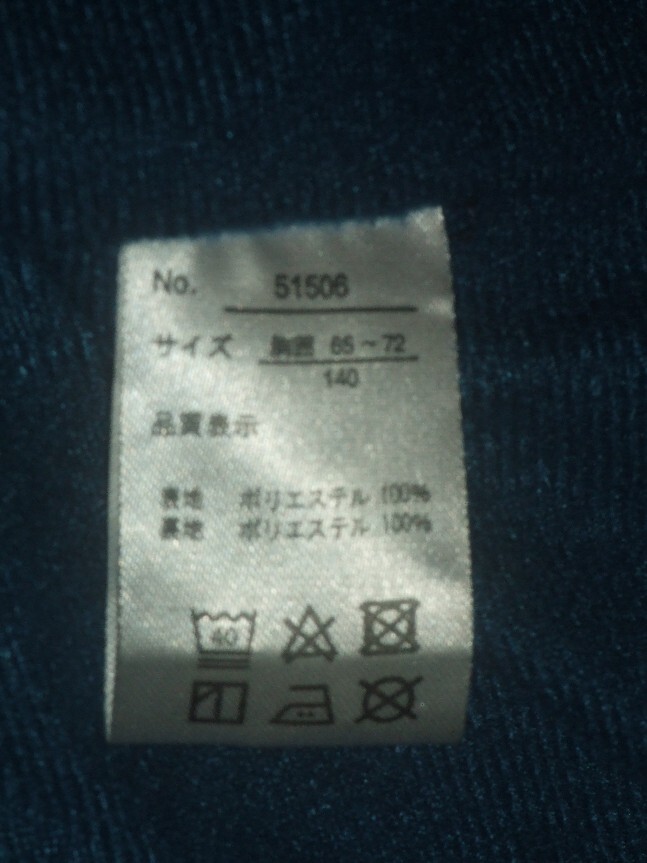 No. 51506
サイズ 胸囲 65~72
140
品質表示
表地 ポリエステル 100%
裏地 ポリエステル 100%
40